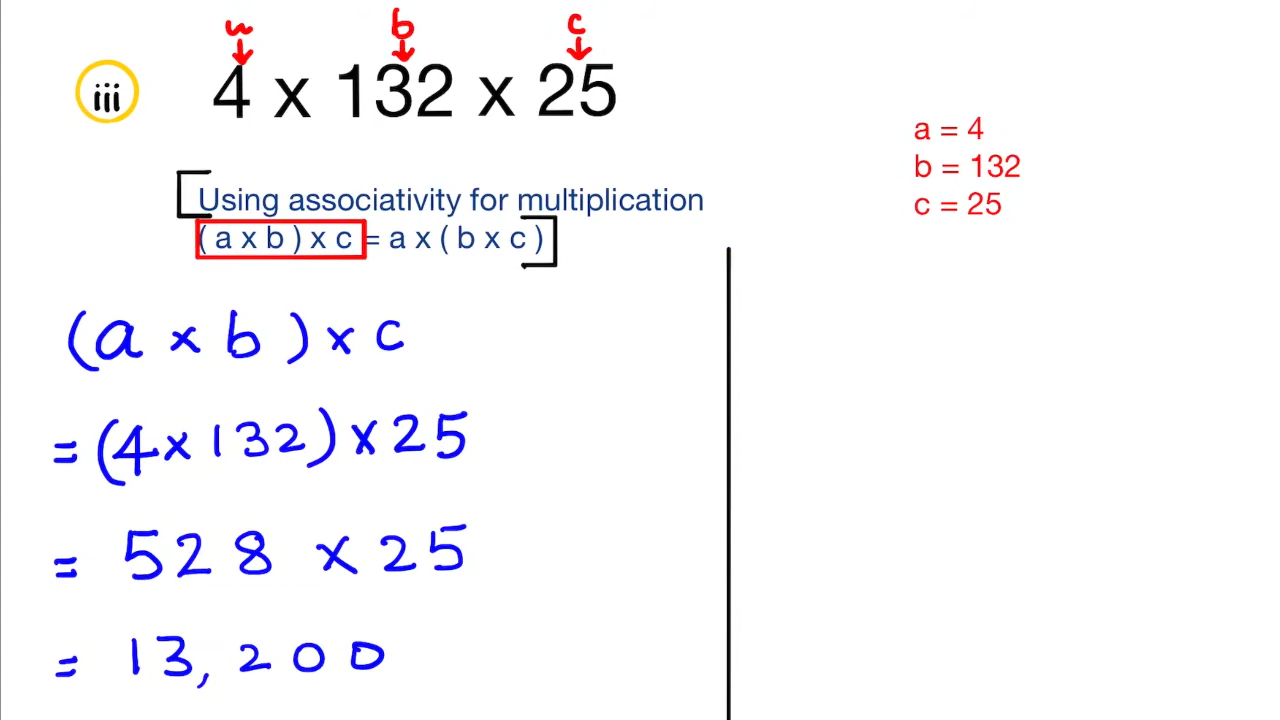 a b c
iii 4 x 132 x 25
a = 4
b = 132
c = 25
Using associativity for multiplication
( a x b ) x c = a x ( b x c )
(a x b ) x c
= (4 x 132) x 25
= 528 x 25
= 13,200